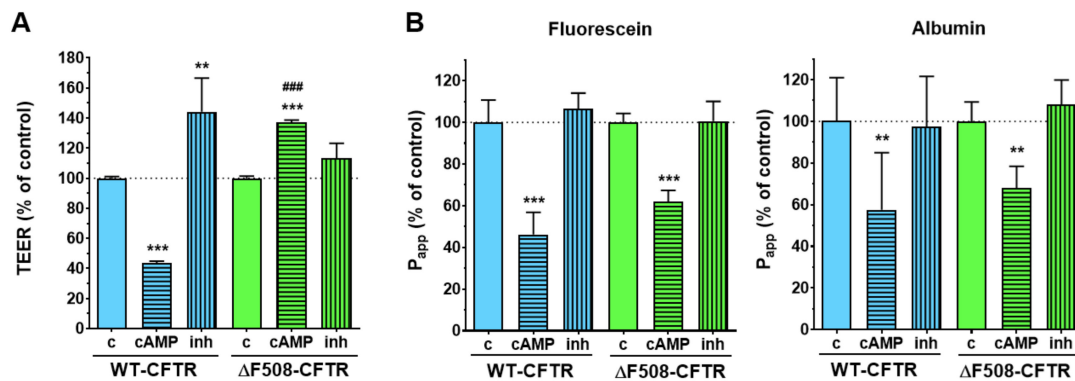 A
TEER (% of control)
180
160
140
120
100
80
60
40
20
0
***
**
###
***
c cAMP inh c cAMP inh
WT-CFTR ΔF508-CFTR
B
Fluorescein
Papp (% of control)
120
100
80
60
40
20
0
***
***
c cAMP inh c cAMP inh
WT-CFTR ΔF508-CFTR
Albumin
Papp (% of control)
120
100
80
60
40
20
0
**
**
c cAMP inh c cAMP inh
WT-CFTR ΔF508-CFTR